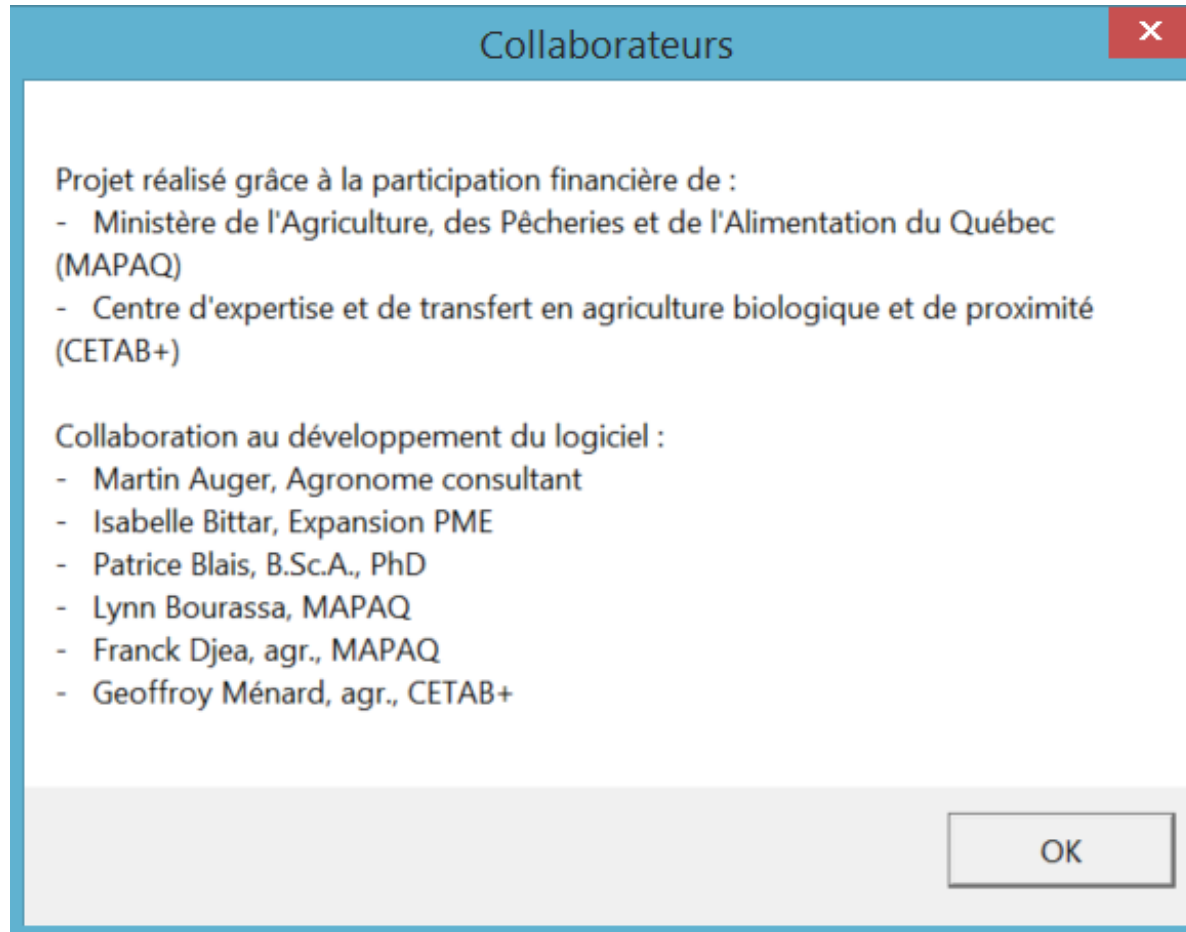 Collaborateurs
Projet réalisé grâce à la participation financière de :
- Ministère de l'Agriculture, des Pêcheries et de l'Alimentation du Québec
(MAPAQ)
- Centre d'expertise et de transfert en agriculture biologique et de proximité
(CETAB+)
Collaboration au développement du logiciel :
- Martin Auger, Agronome consultant
- Isabelle Bittar, Expansion PME
- Patrice Blais, B.Sc.A., PhD
- Lynn Bourassa, MAPAQ
- Franck Djea, agr., MAPAQ
- Geoffroy Ménard, agr., CETAB+
OK